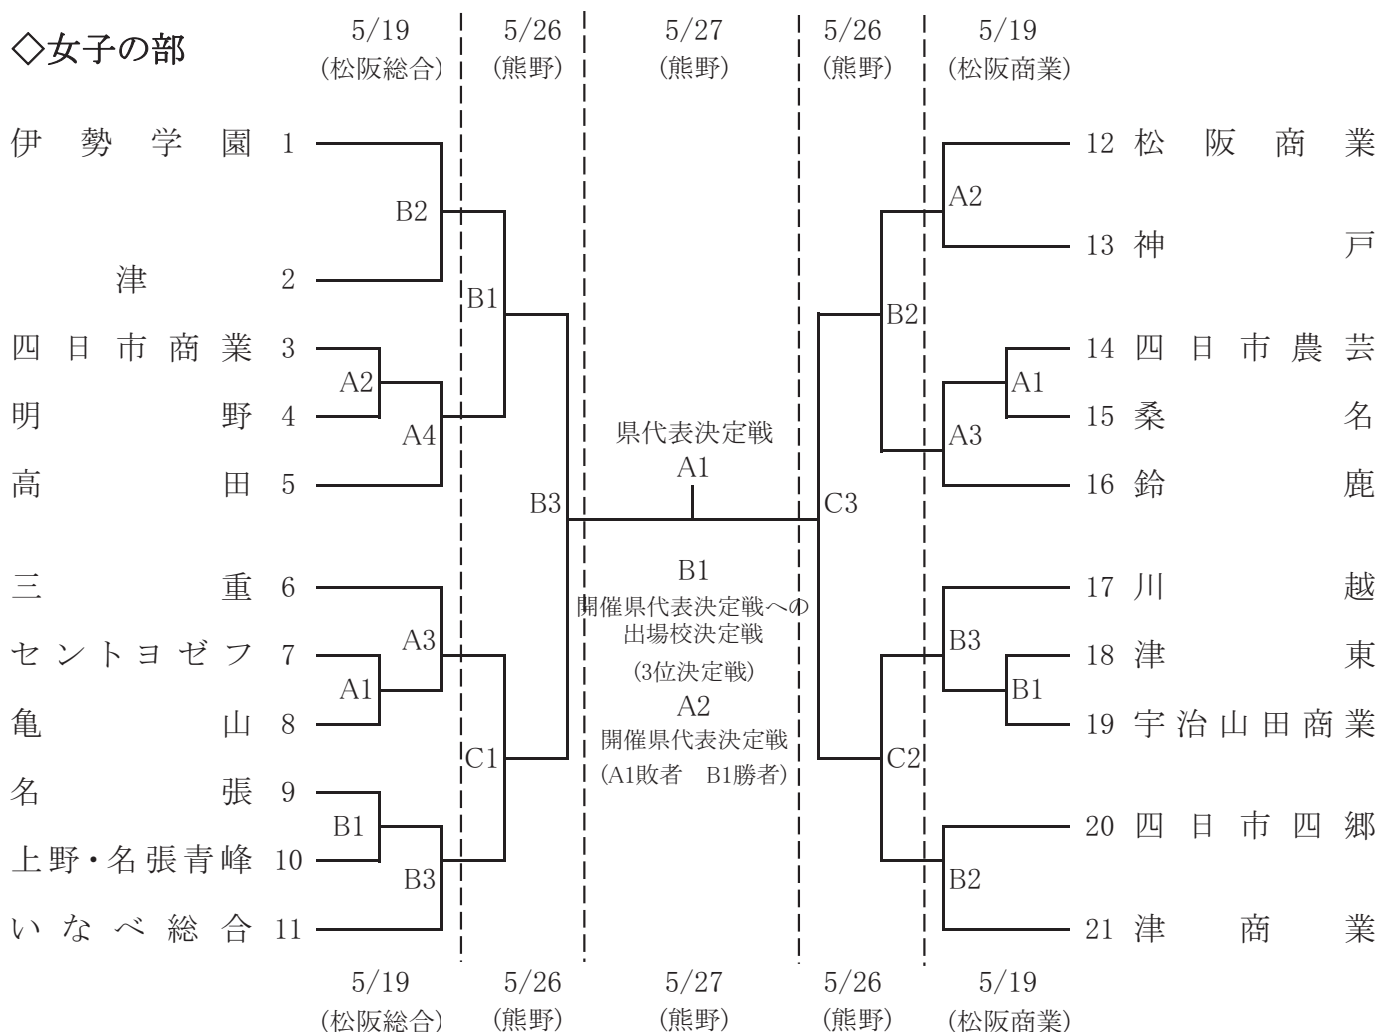 ◇女子の部
5/19 5/26 5/27 5/26 5/19
(松阪総合) (熊野) (熊野) (熊野) (松阪商業)
伊勢学園 1
B2
津 2
B1
四日市商業 3
A2
明野 4
A4
高田 5
B3
三重 6
A3
セントヨゼフ 7
A1
亀山 8
C1
名張 9
B1
上野・名張青峰 10
B3
いなべ総合 11
県代表決定戦
A1
B1
開催県代表決定戦への
出場校決定戦
(3位決定戦)
A2
開催県代表決定戦
(A1敗者 B1勝者)
12 松阪商業
A2
13 神戸
B2
14 四日市農芸
A1
15 桑名
A3
16 鈴鹿
C3
17 川越
B3
18 津東
B1
19 宇治山田商業
C2
20 四日市四郷
B2
21 津商業
5/19 5/26 5/27 5/26 5/19
(松阪総合) (熊野) (熊野) (熊野) (松阪商業)